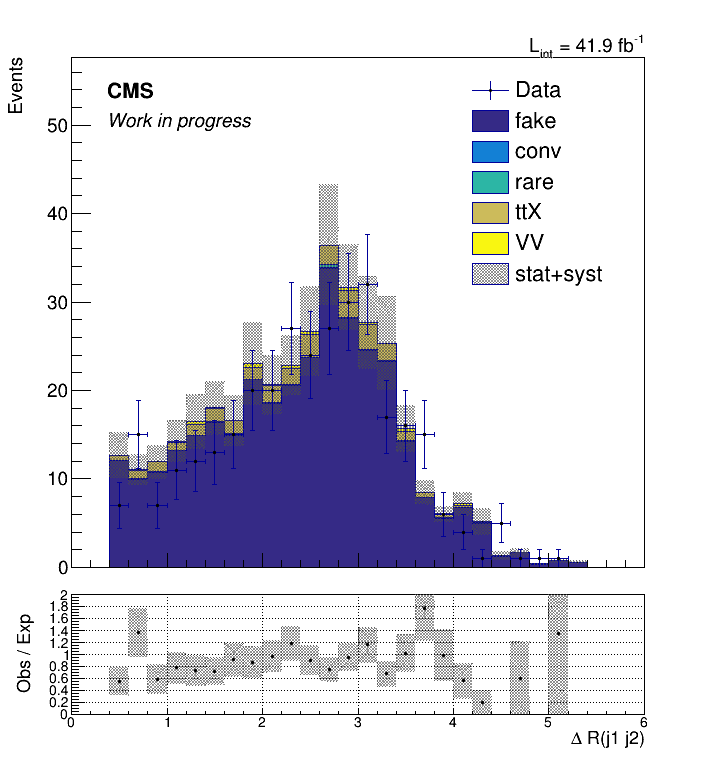 L_int = 41.9 fb^-1
Events
CMS
Work in progress
Data
fake
conv
rare
ttX
VV
stat+syst
50
40
30
20
10
0
Obs / Exp
2
1.8
1.6
1.4
1.2
1
0.8
0.6
0.4
0.2
0
0 1 2 3 4 5 6
Δ R(j1 j2)